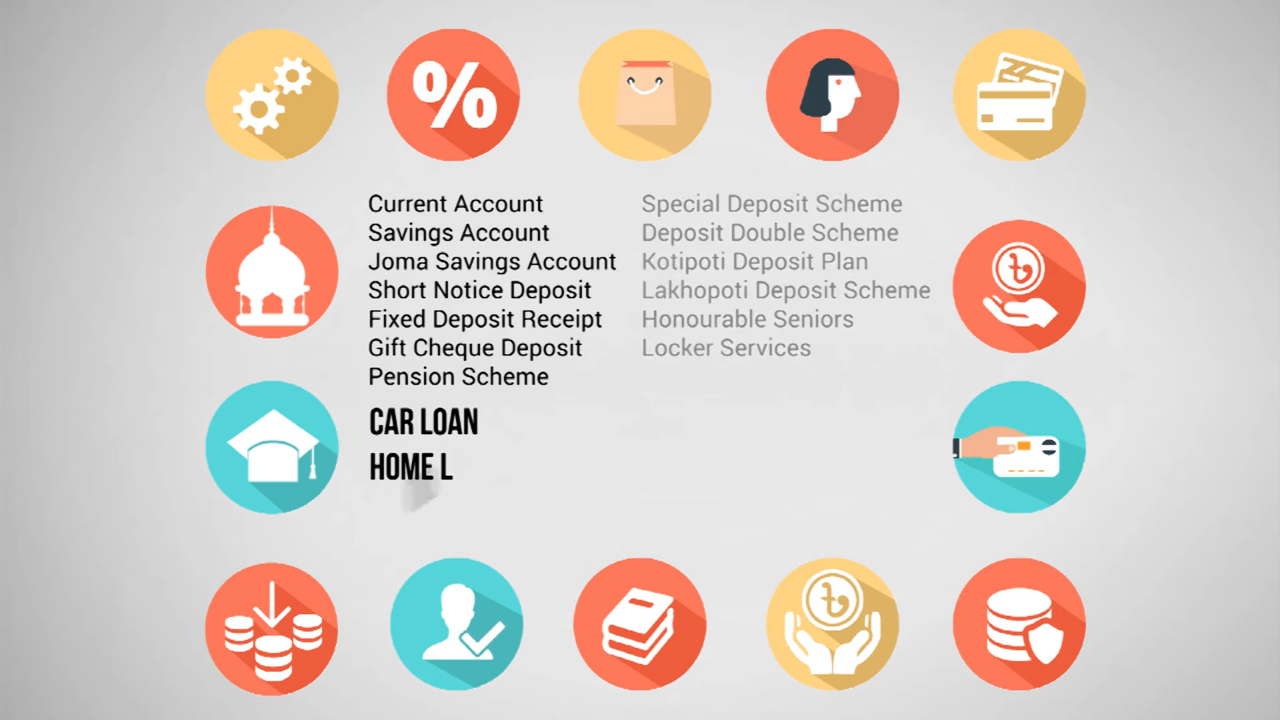 %
Current Account
Savings Account
Joma Savings Account
Short Notice Deposit
Fixed Deposit Receipt
Gift Cheque Deposit
Pension Scheme
Special Deposit Scheme
Deposit Double Scheme
Kotipoti Deposit Plan
Lakhopoti Deposit Scheme
Honourable Seniors
Locker Services
৳
CAR LOAN
HOME L
৳